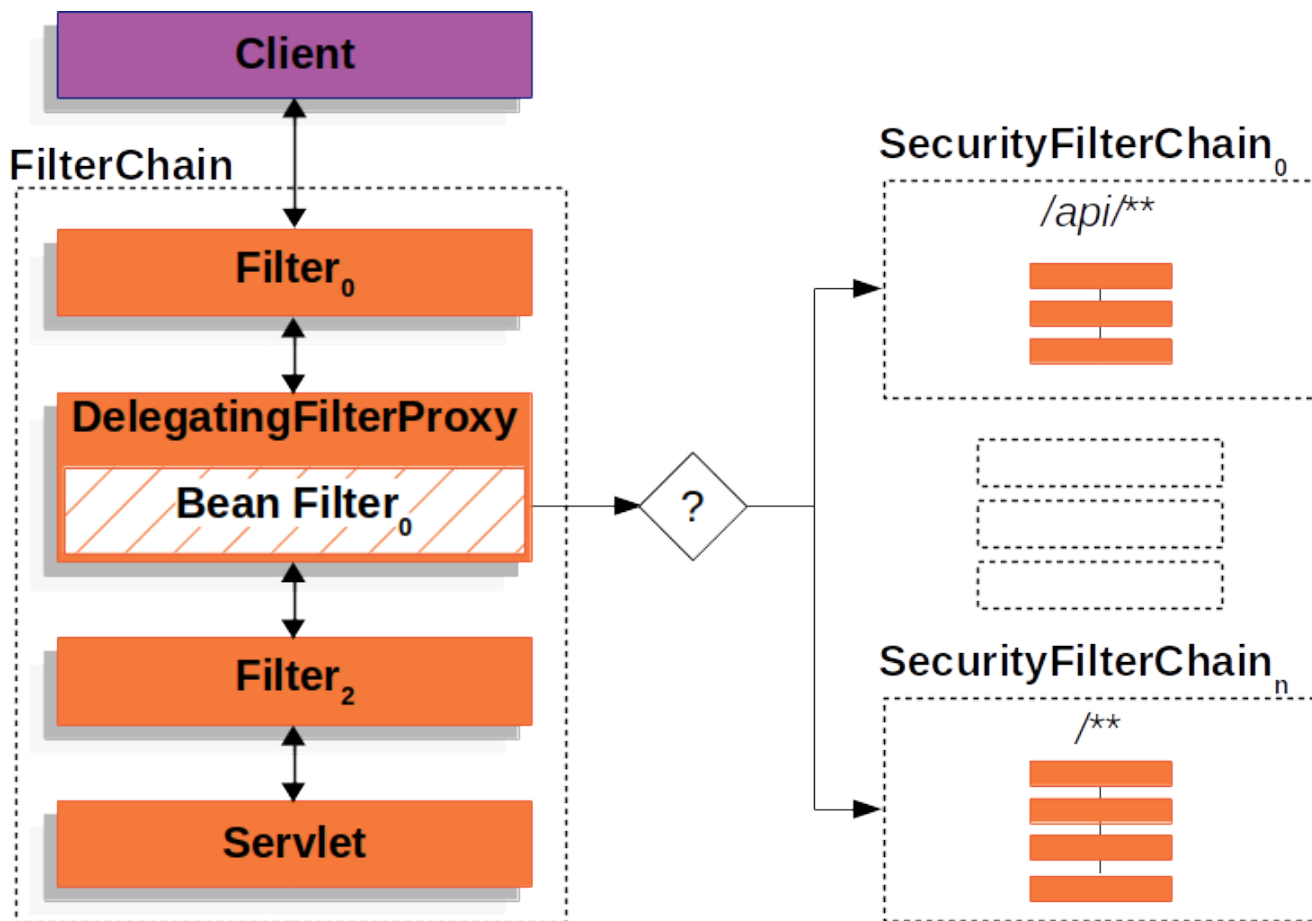 Client
FilterChain
Filter₀
DelegatingFilterProxy
Bean Filter₀
Filter₂
Servlet
?
SecurityFilterChain₀
/api/**
SecurityFilterChainₙ
/**